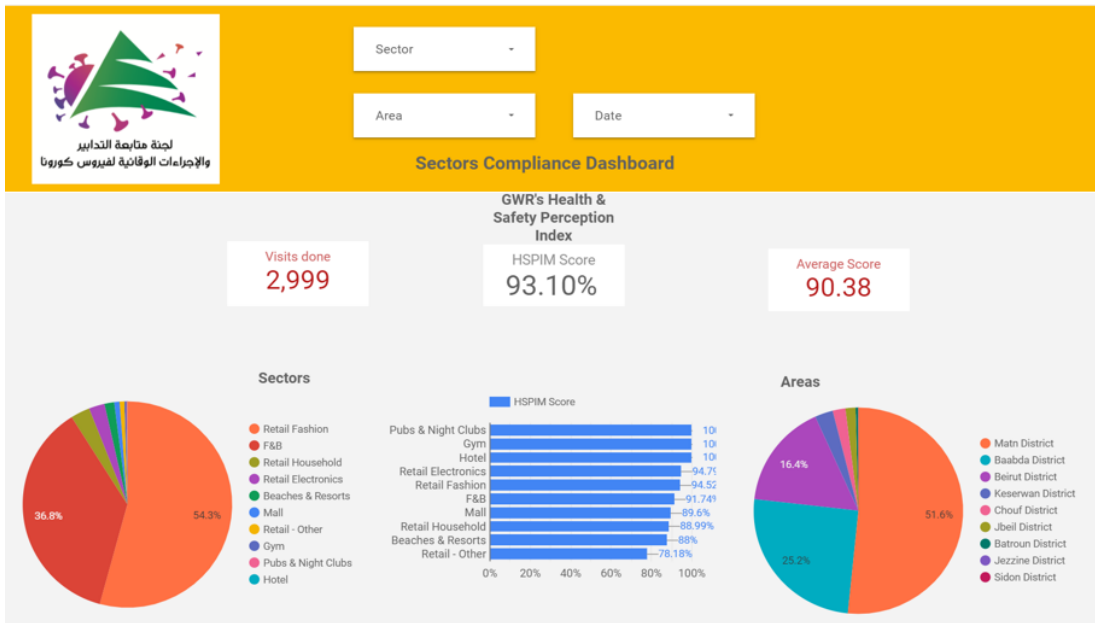 لجنة متابعة التدابير
والإجراءات الوقائية لفيروس كورونا
Sector
Area
Date
Sectors Compliance Dashboard
GWR's Health &
Safety Perception
Index
Visits done
2,999
HSPIM Score
93.10%
Average Score
90.38
Sectors
36.8%
54.3%
Retail Fashion
F&B
Retail Household
Retail Electronics
Beaches & Resorts
Mall
Retail - Other
Gym
Pubs & Night Clubs
Hotel
HSPIM Score
Pubs & Night Clubs 10
Gym 10
Hotel 10
Retail Electronics 94.79
Retail Fashion 94.52
F&B 91.74%
Mall 89.6%
Retail Household 88.99%
Beaches & Resorts 88%
Retail - Other 78.18%
0% 20% 40% 60% 80% 100%
Areas
16.4%
51.6%
25.2%
Matn District
Baabda District
Beirut District
Keserwan District
Chouf District
Jbeil District
Batroun District
Jezzine District
Sidon District